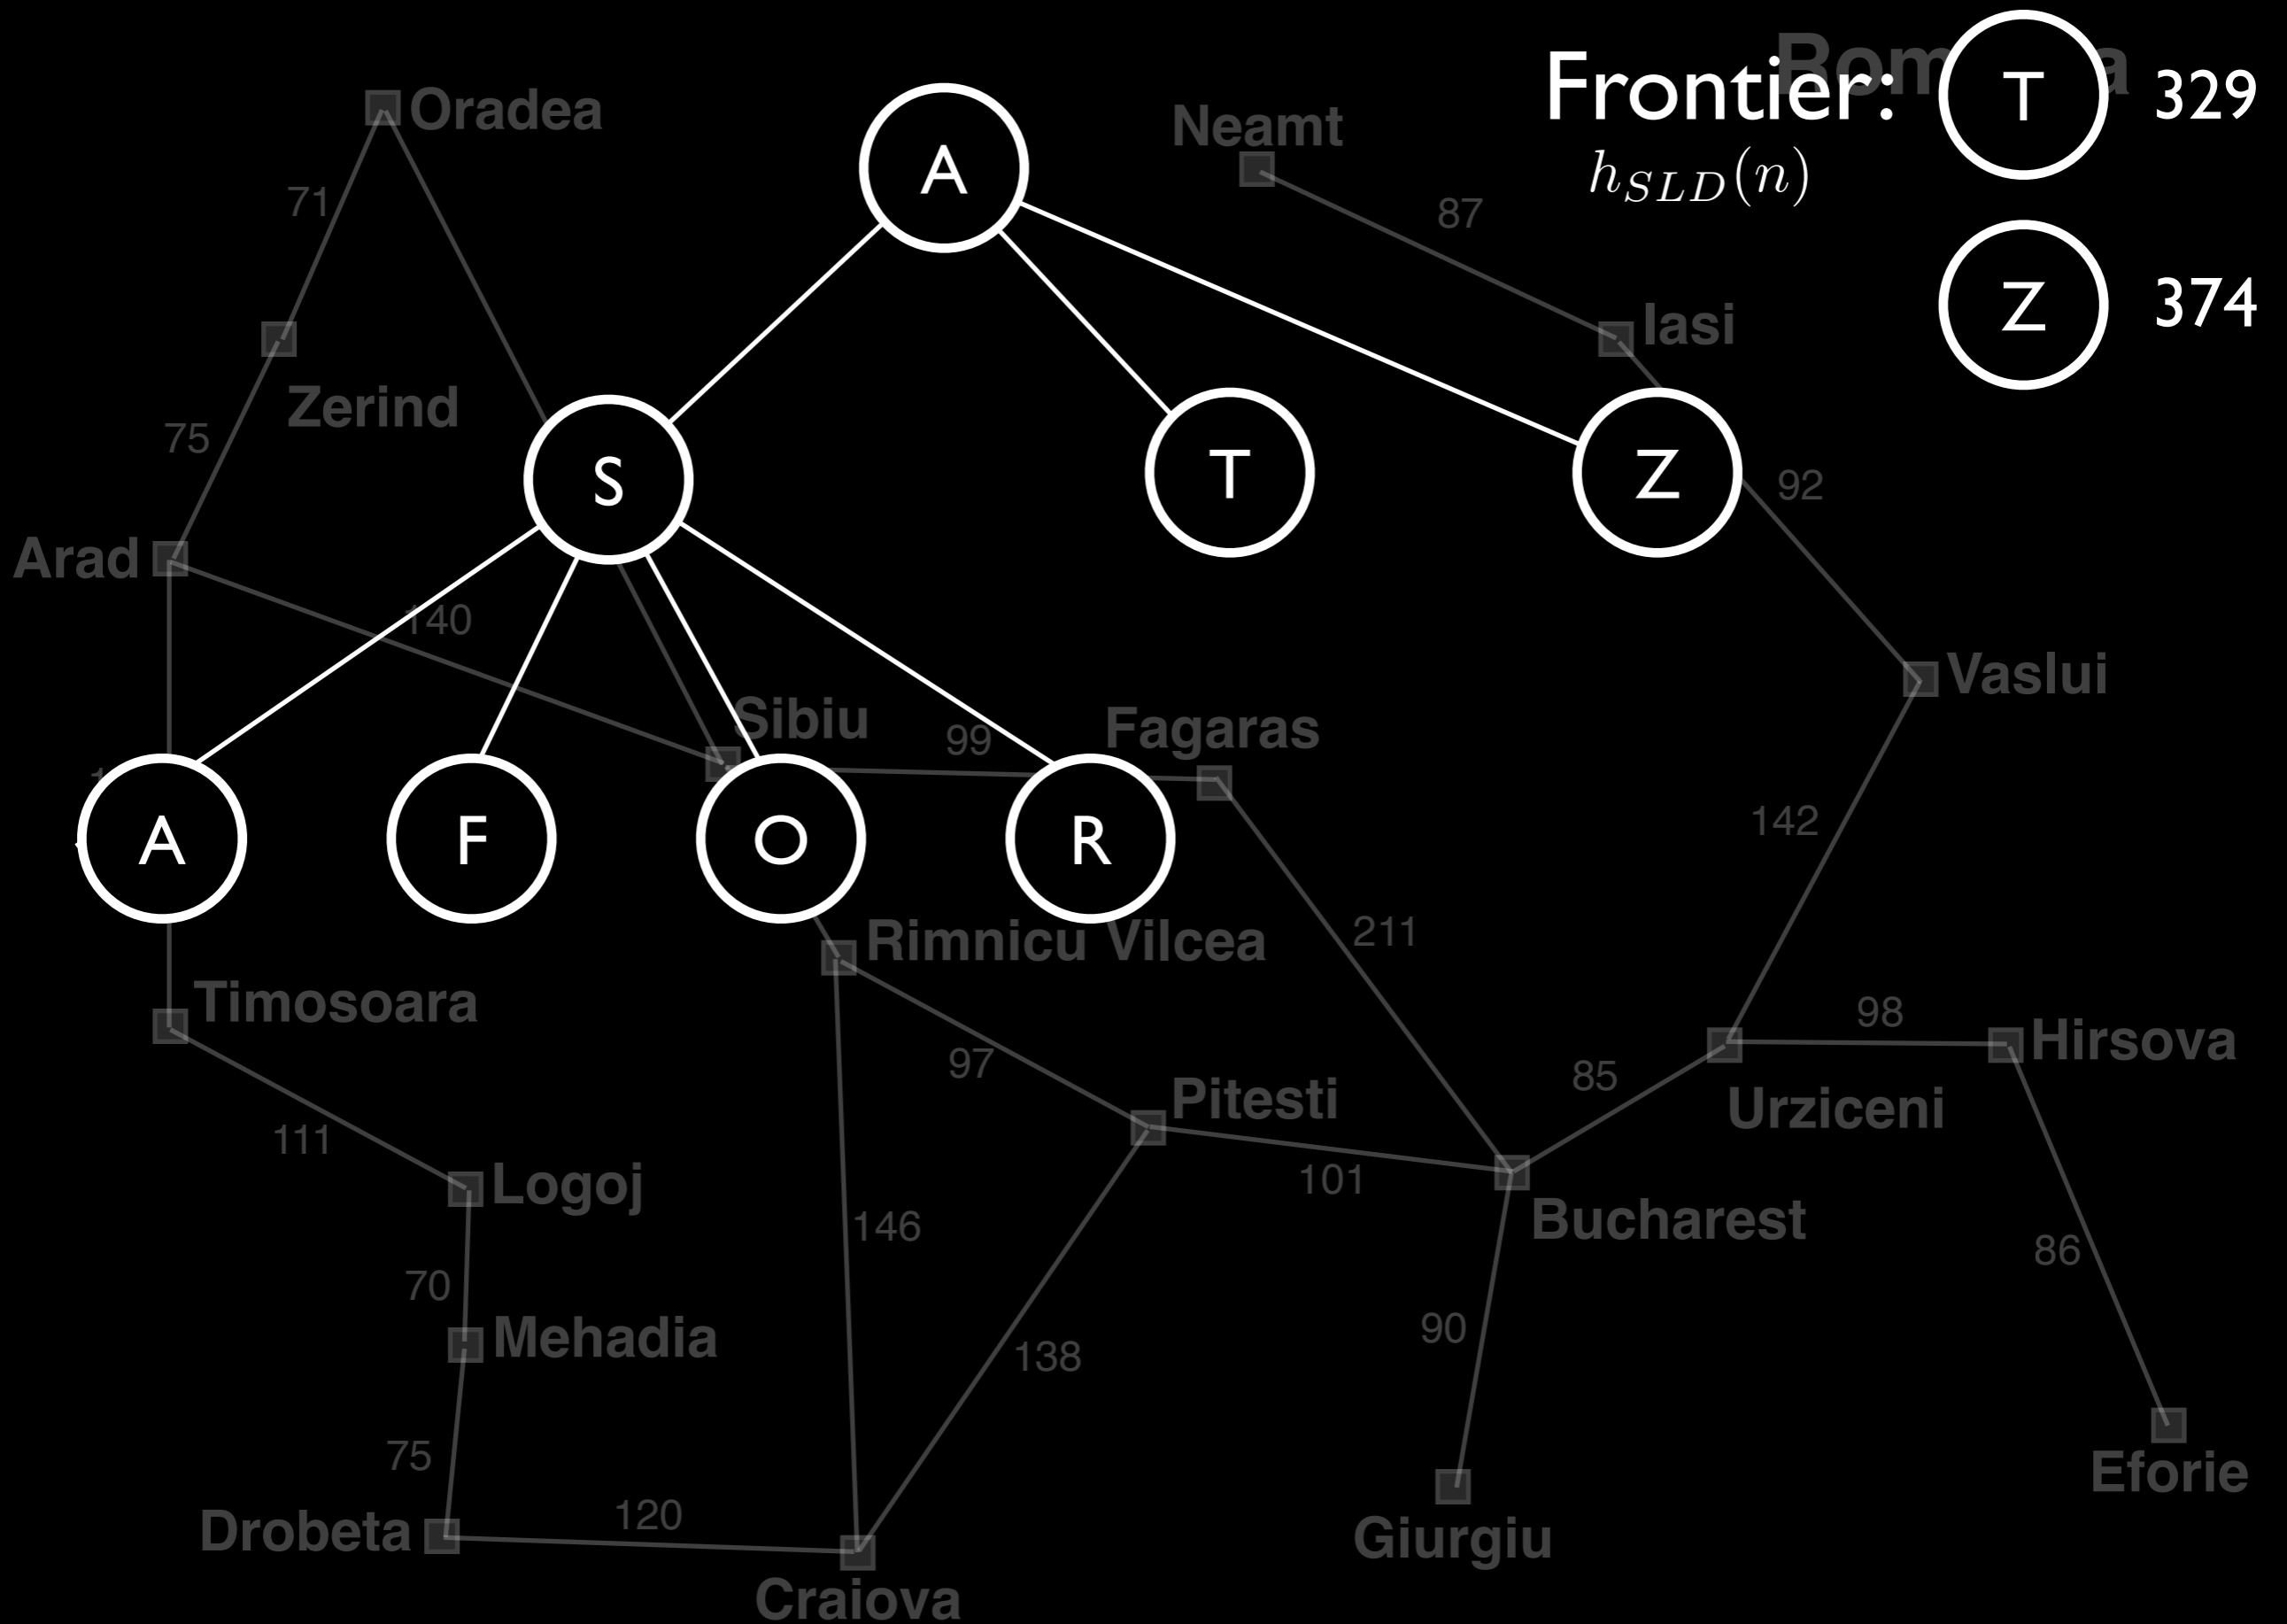 Rom a
Frontier:
T
329
h_{SLD}(n)
Z
374
Oradea
Neamt
A
71
87
Iasi
Zerind
75
S
T
Z
92
Arad
140
Vaslui
Sibiu
99
Fagaras
142
A
F
O
R
Rimnicu Vilcea
211
Timosoara
98
Hirsova
97
85
Pitesti
Urziceni
111
101
Logoj
Bucharest
146
86
70
Mehadia
90
138
75
Eforie
120
Drobeta
Giurgiu
Craiova